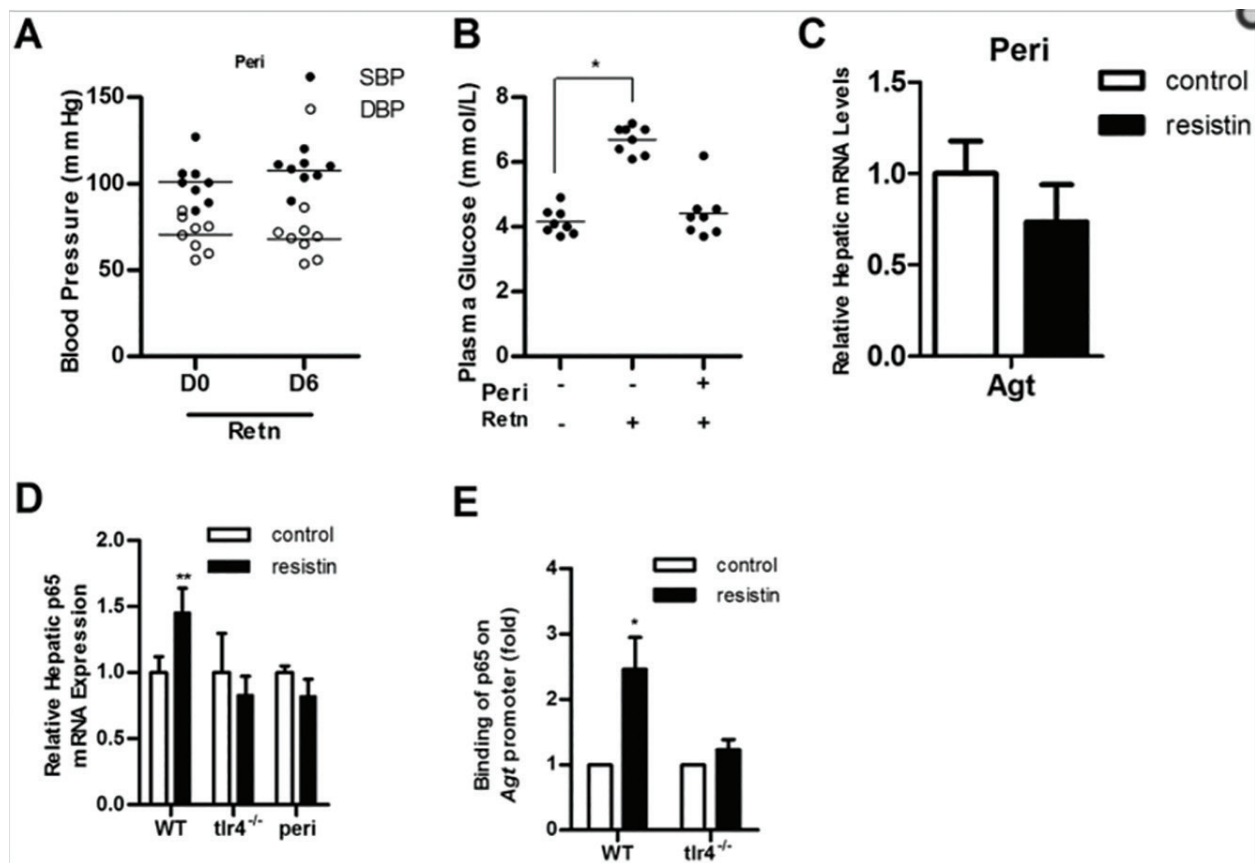 A
Peri
SBP
DBP
Blood Pressure (mmHg)
150
100
50
0
D0
D6
Retn
B
*
Plasma Glucose (mmol/L)
8
6
4
2
0
Peri
-
-
+
Retn
-
+
+
C
Peri
control
resistin
Relative Hepatic mRNA Levels
1.5
1.0
0.5
0.0
Agt
D
control
resistin
Relative Hepatic p65
mRNA Expression
2.0
1.5
1.0
0.5
0.0
**
WT
tlr4-/-
peri
E
control
resistin
Binding of p65 on
Agt promoter (fold)
4
3
2
1
0
*
WT
tlr4-/-